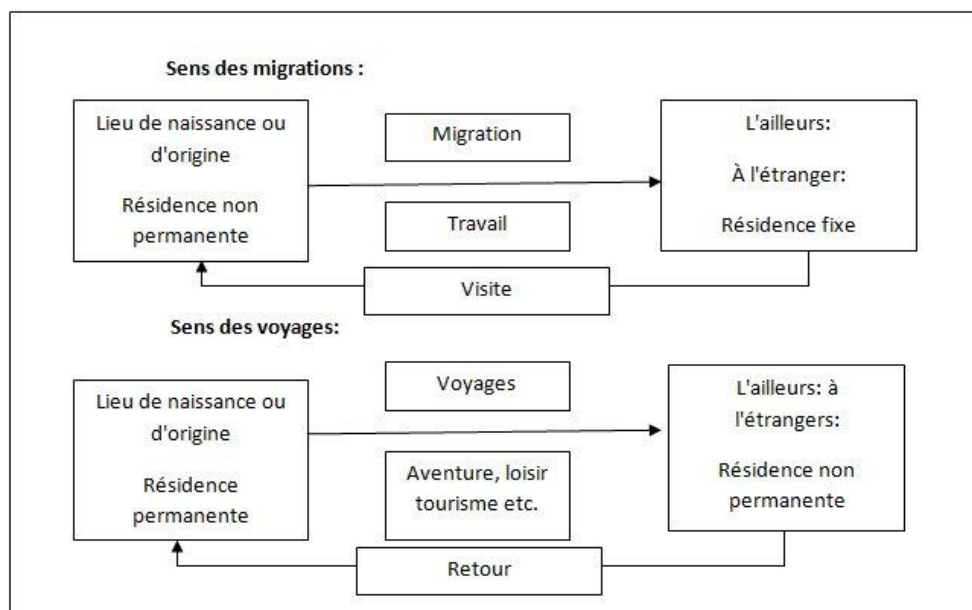 Sens des migrations :
Lieu de naissance ou
d'origine
Résidence non
permanente
Migration
Travail
L'ailleurs:
À l'étranger:
Résidence fixe
Visite
Sens des voyages:
Lieu de naissance ou
d'origine
Résidence
permanente
Voyages
Aventure, loisir
tourisme etc.
L'ailleurs: à
l'étrangers:
Résidence non
permanente
Retour